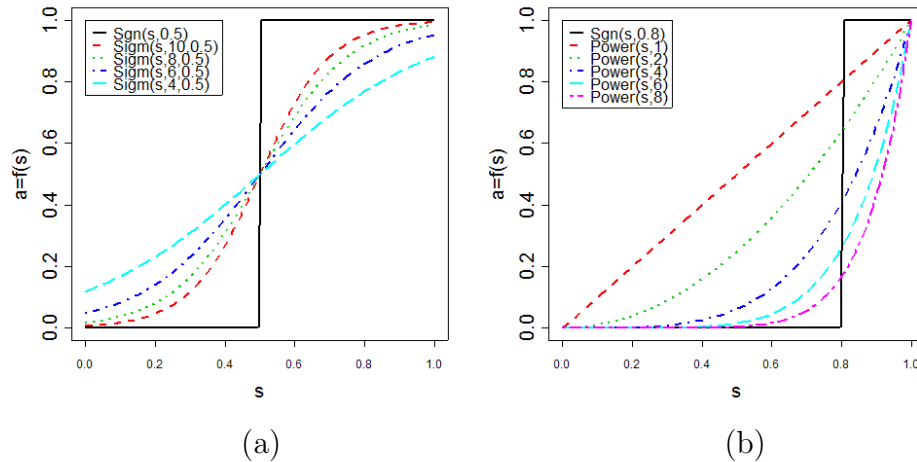 Sgn(s,0.5)
Sigm(s,10,0.5)
Sigm(s,8,0.5)
Sigm(s,6,0.5)
Sigm(s,4,0.5)
a=f(s)
1.0
0.8
0.6
0.4
0.2
0.0
0.0 0.2 0.4 0.6 0.8 1.0
s
(a)
Sgn(s,0.8)
Power(s,1)
Power(s,2)
Power(s,4)
Power(s,6)
Power(s,8)
a=f(s)
1.0
0.8
0.6
0.4
0.2
0.0
0.0 0.2 0.4 0.6 0.8 1.0
s
(b)